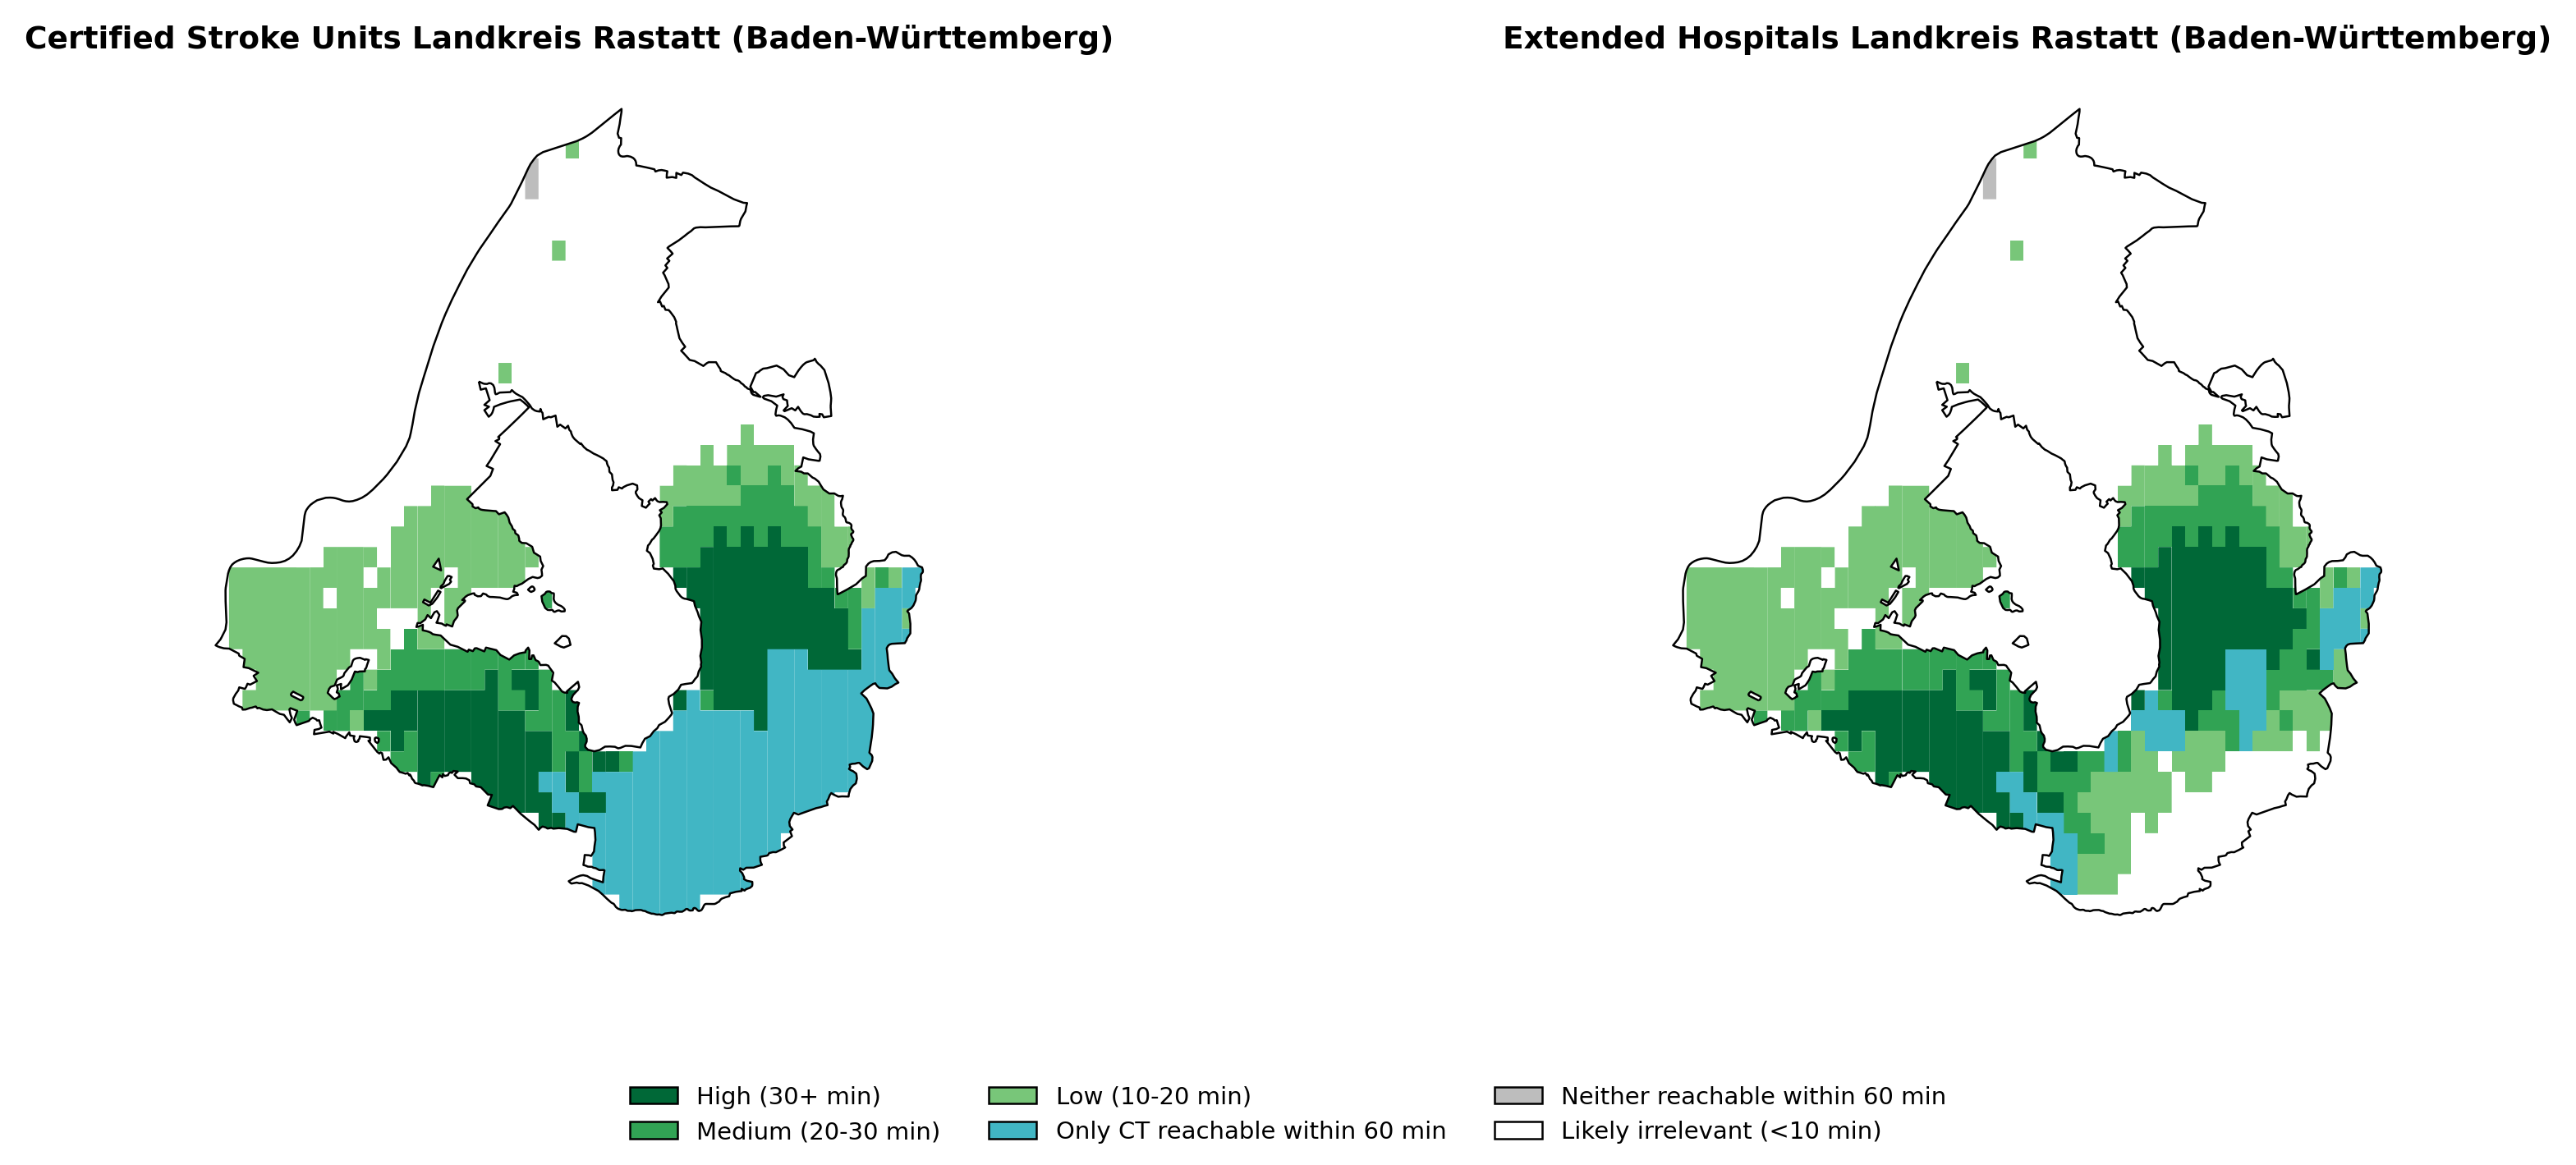 Certified Stroke Units Landkreis Rastatt (Baden-Württemberg)
Extended Hospitals Landkreis Rastatt (Baden-Württemberg)
High (30+ min)
Medium (20-30 min)
Low (10-20 min)
Only CT reachable within 60 min
Neither reachable within 60 min
Likely irrelevant (<10 min)